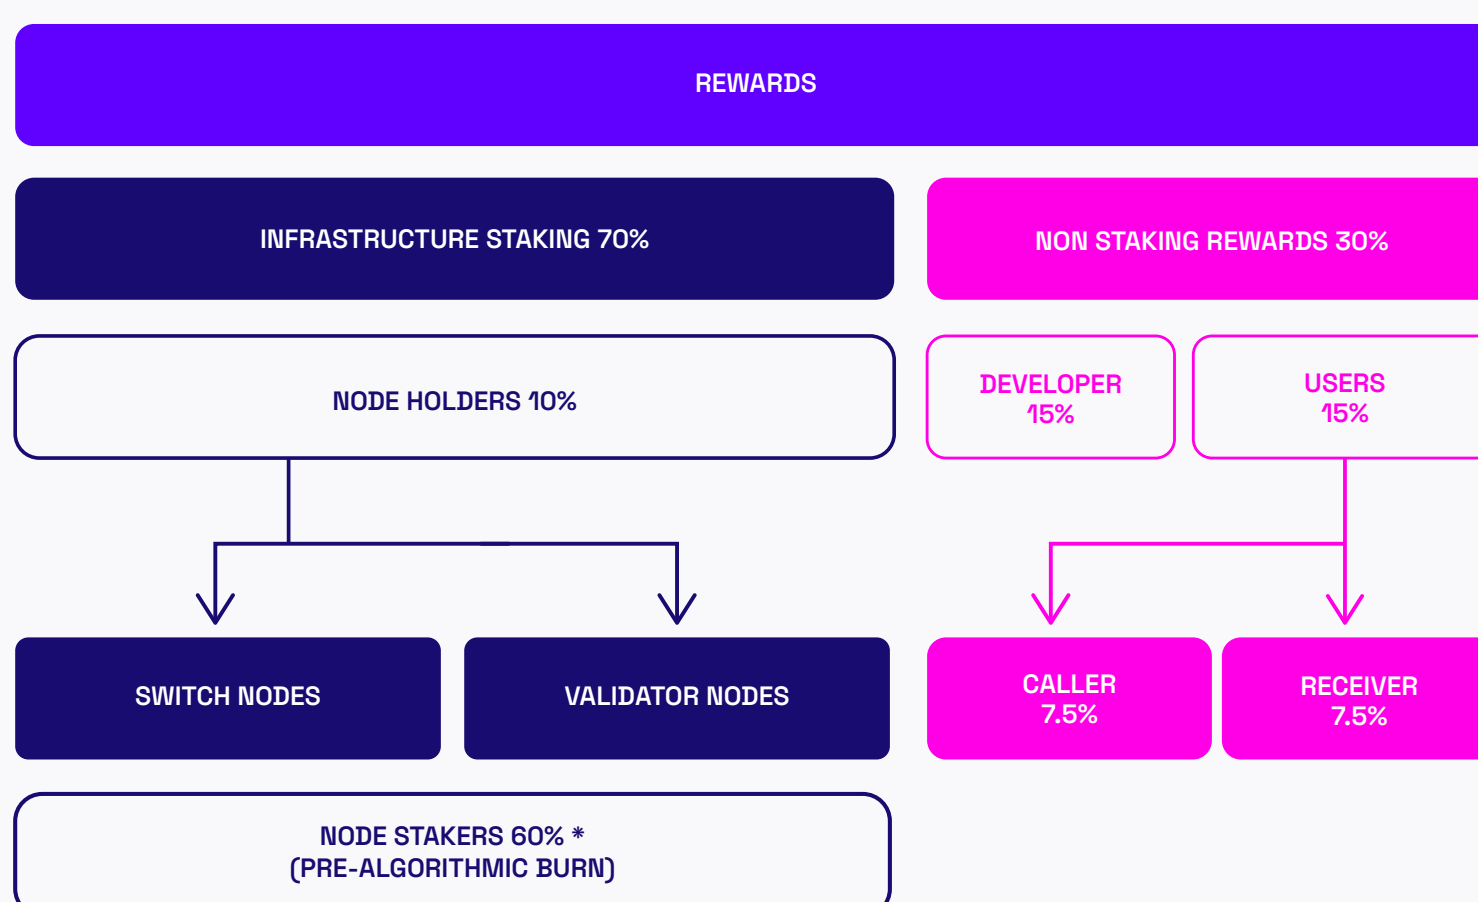 REWARDS
INFRASTRUCTURE STAKING 70%
NON STAKING REWARDS 30%
NODE HOLDERS 10%
DEVELOPER
15%
USERS
15%
SWITCH NODES
VALIDATOR NODES
CALLER
7.5%
RECEIVER
7.5%
NODE STAKERS 60% *
(PRE-ALGORITHMIC BURN)